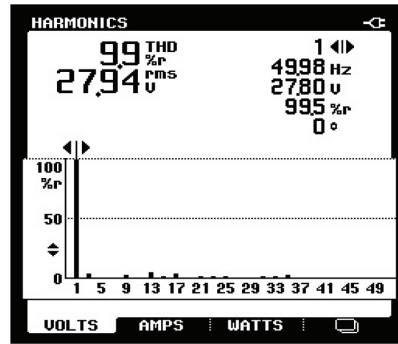 HARMONICS
9.9 THD %r
27.94 rms V
1
49.98 Hz
27.80 V
99.5 %r
0 °
100
%r
50
0
1 5 9 13 17 21 25 29 33 37 41 45 49
VOLTS AMPS WATTS